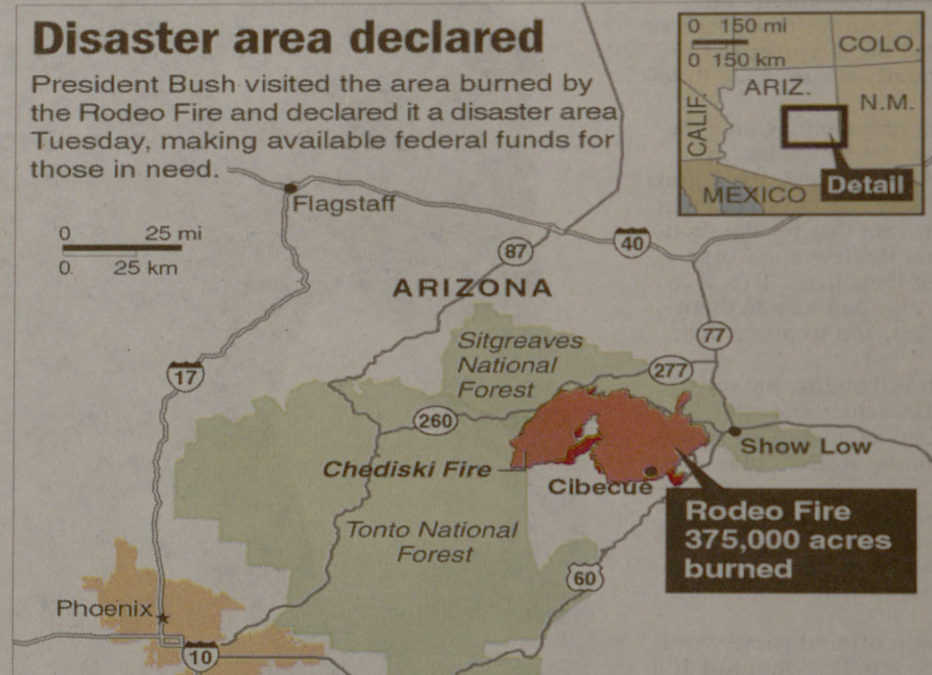 Disaster area declared
President Bush visited the area burned by
the Rodeo Fire and declared it a disaster area
Tuesday, making available federal funds for
those in need.
0 150 mi
0 150 km
COLO.
ARIZ.
N.M.
CALIF.
MEXICO
Detail
Flagstaff
0 25 mi
0 25 km
87
40
ARIZONA
77
Sitgreaves
National
Forest
277
17
260
Show Low
Chediski Fire
Cibecue
Rodeo Fire
375,000 acres
burned
Tonto National
Forest
60
Phoenix
10